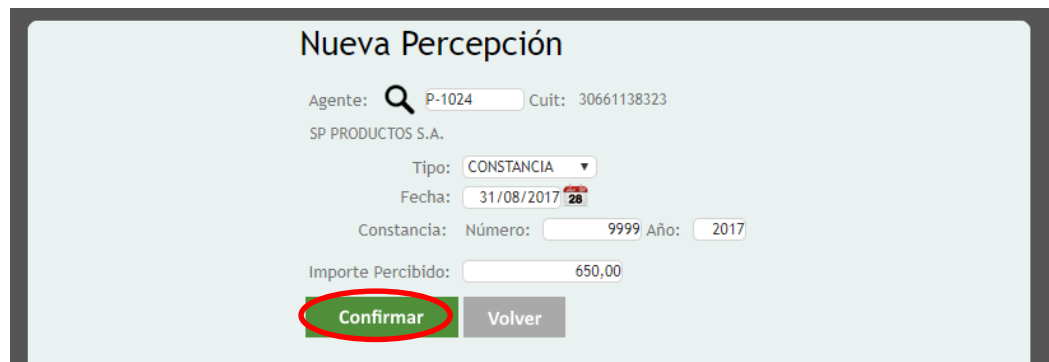 Nueva Percepción
Agente: P-1024 Cuit: 30661138323
SP PRODUCTOS S.A.
Tipo: CONSTANCIA
Fecha: 31/08/2017 28
Constancia: Número: 9999 Año: 2017
Importe Percibido: 650,00
Confirmar Volver